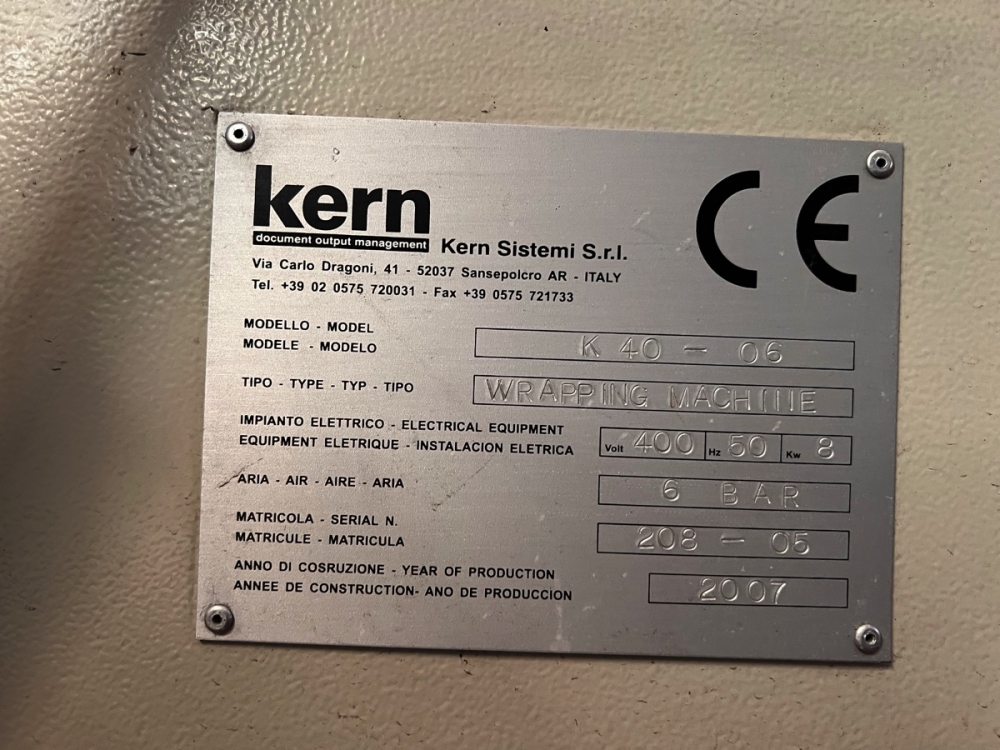 kern
document output management
Kern Sistemi S.r.l.
CE
Via Carlo Dragoni, 41 - 52037 Sansepolcro AR - ITALY
Tel. +39 02 0575 720031 - Fax +39 0575 721733
MODELLO - MODEL
MODELE - MODELO
K 40 - 06
TIPO - TYPE - TYP - TIPO
WRAPPING MACHINE
IMPIANTO ELETTRICO - ELECTRICAL EQUIPMENT
EQUIPMENT ELETRIQUE - INSTALACION ELETRICA
Volt 400 Hz 50 Kw 8
ARIA - AIR - AIRE - ARIA
6 BAR
MATRICOLA - SERIAL N.
MATRICULE - MATRICULA
208 - 05
ANNO DI COSRUZIONE - YEAR OF PRODUCTION
ANNEE DE CONSTRUCTION- ANO DE PRODUCCION
2007